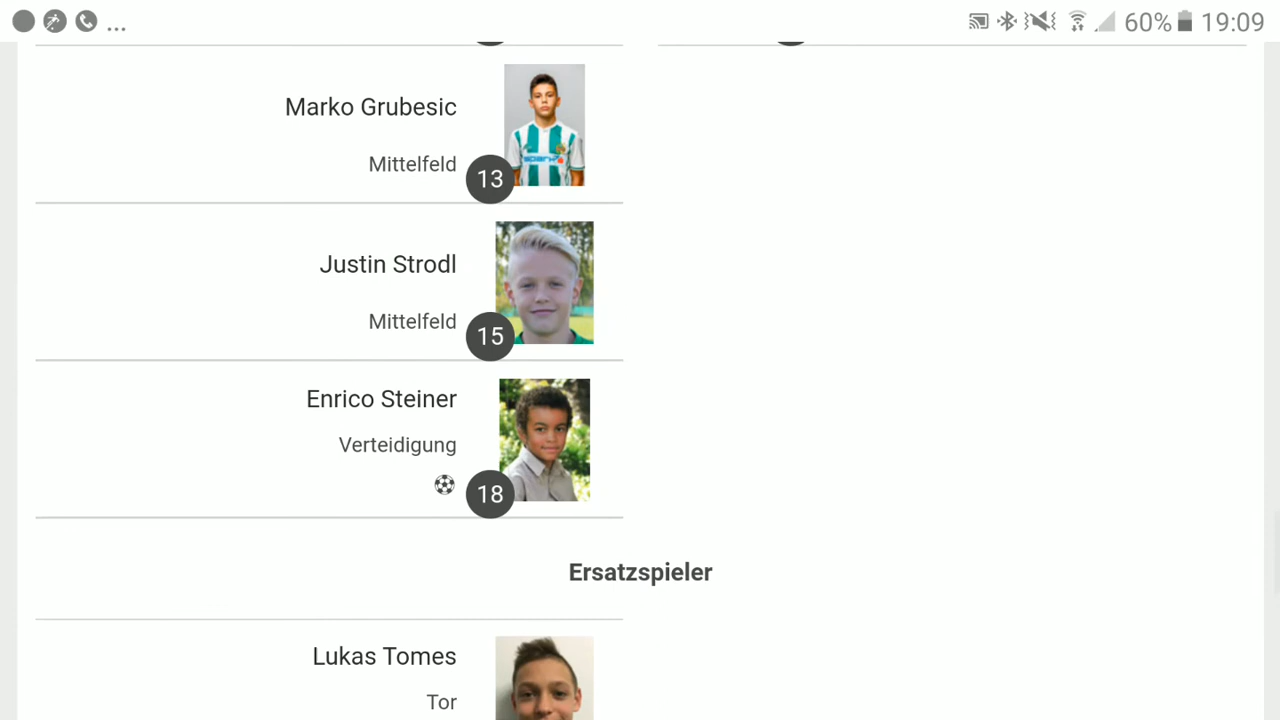 ... 60% 19:09
Marko Grubesic
Mittelfeld
13
Justin Strodl
Mittelfeld
15
Enrico Steiner
Verteidigung
18
Ersatzspieler
Lukas Tomes
Tor